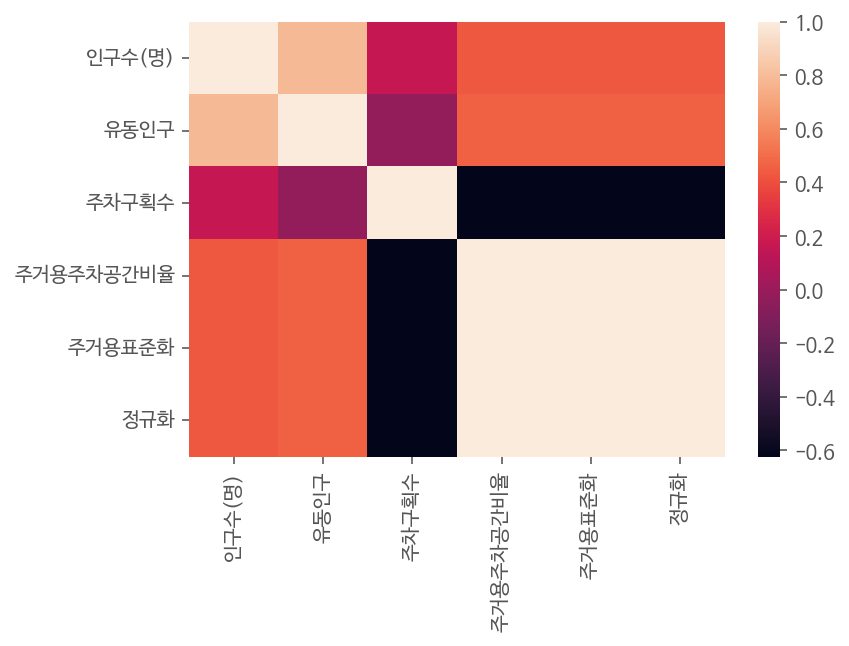 인구수(명)
유동인구
주차구획수
주거용주차공간비율
주거용표준화
정규화
1.0
0.8
0.6
0.4
0.2
0.0
−0.2
−0.4
−0.6
인구수(명)
유동인구
주차구획수
주거용주차공간비율
주거용표준화
정규화